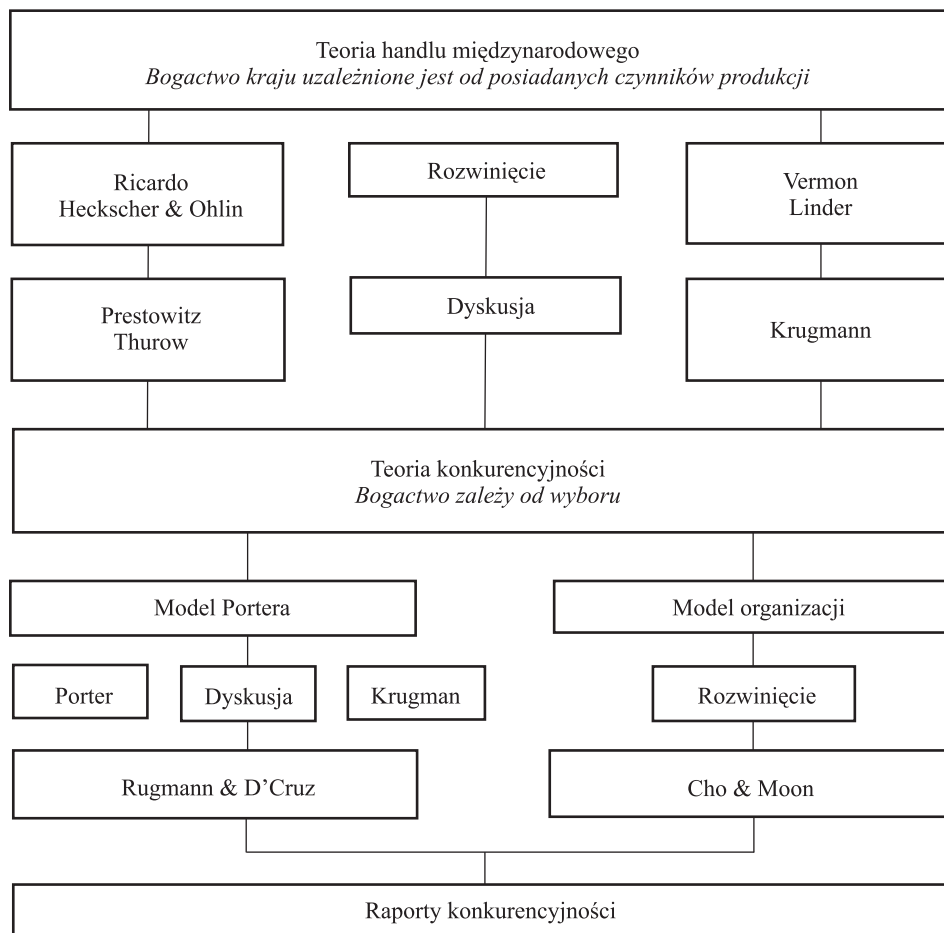 Teoria handlu międzynarodowego
Bogactwo kraju uzależnione jest od posiadanych czynników produkcji
Ricardo
Heckscher & Ohlin
Rozwinięcie
Vermon
Linder
Prestowitz
Thurow
Dyskusja
Krugmann
Teoria konkurencyjności
Bogactwo zależy od wyboru
Model Portera
Model organizacji
Porter
Dyskusja
Krugman
Rozwinięcie
Rugmann & D’Cruz
Cho & Moon
Raporty konkurencyjności